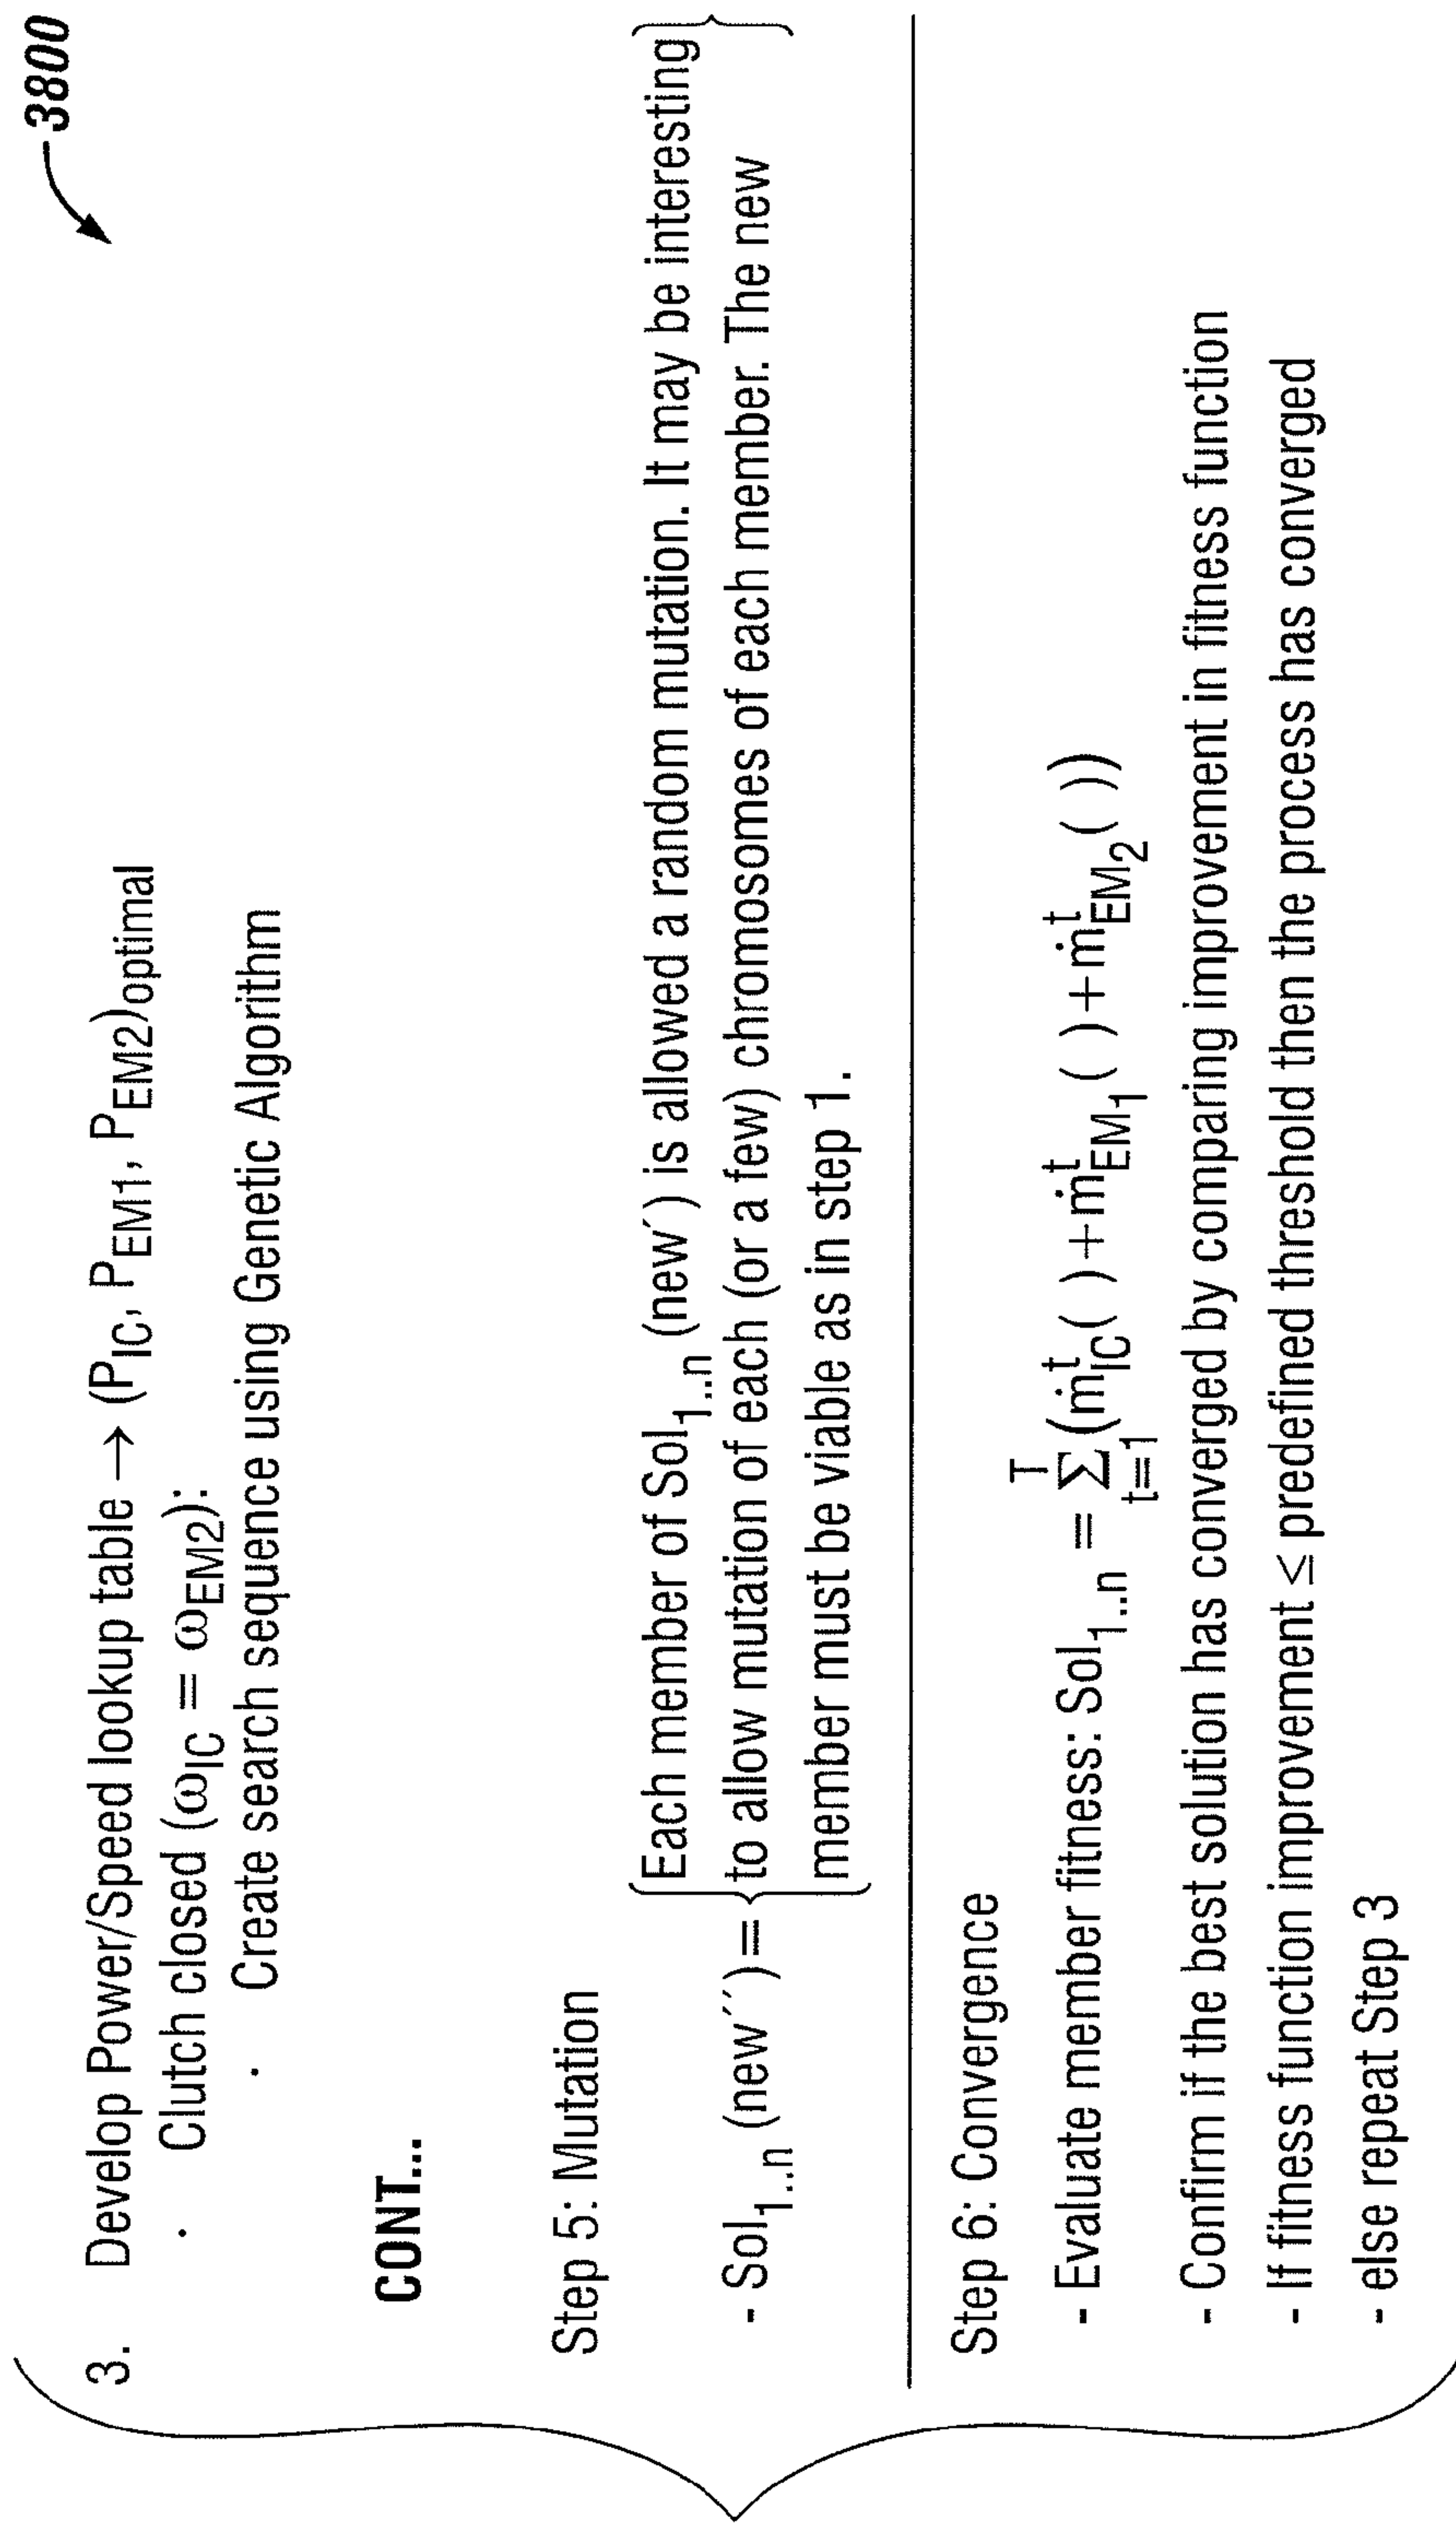 3800
3. Develop Power/Speed lookup table → (P_IC, P_EM1, P_EM2)optimal
· Clutch closed (ω_IC = ω_EM2):
· Create search sequence using Genetic Algorithm
CONT...
Step 5: Mutation
- Sol_1..n (new´´) = { Each member of Sol_1..n (new´) is allowed a random mutation. It may be interesting }
to allow mutation of each (or a few) chromosomes of each member. The new
member must be viable as in step 1.
Step 6: Convergence
- Evaluate member fitness: Sol_1..n = Σ_{t=1}^{T} (ṁ^t_IC( ) + ṁ^t_EM_1( ) + ṁ^t_EM_2( ))
- Confirm if the best solution has converged by comparing improvement in fitness function
- If fitness function improvement ≤ predefined threshold then the process has converged
- else repeat Step 3